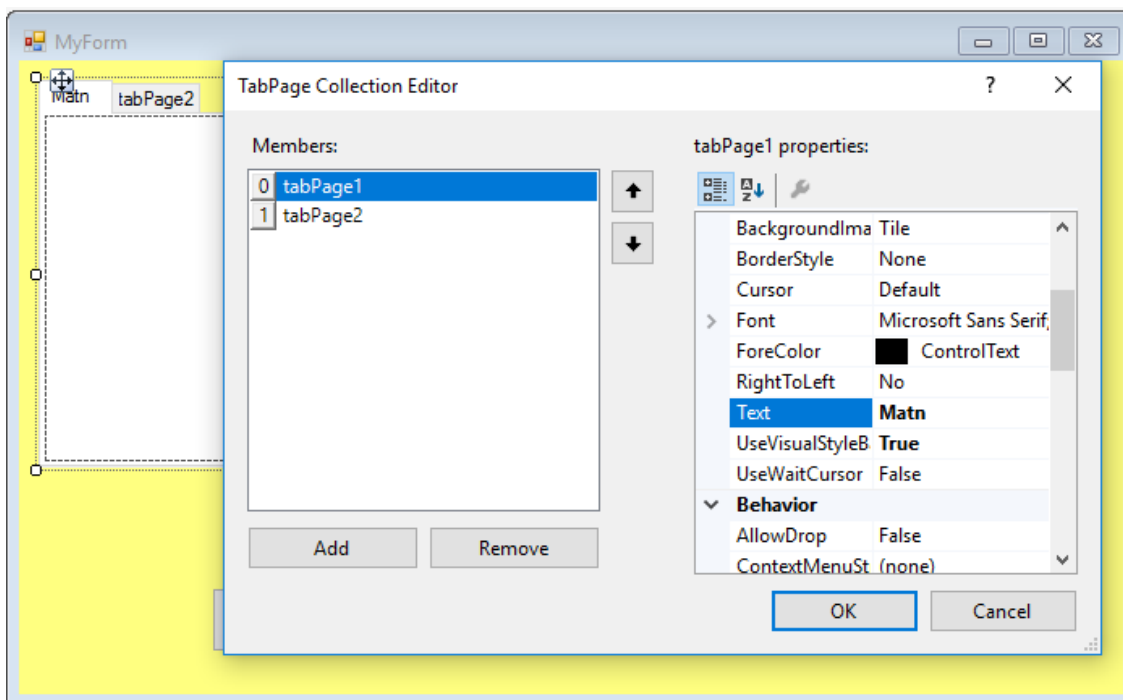 MyForm
Matn tabPage2
TabPage Collection Editor
Members:
0 tabPage1
1 tabPage2
Add Remove
tabPage1 properties:
BackgroundIma Tile
BorderStyle None
Cursor Default
Font Microsoft Sans Serif,
ForeColor ControlText
RightToLeft No
Text Matn
UseVisualStyleB True
UseWaitCursor False
Behavior
AllowDrop False
ContextMenuSt (none)
OK Cancel